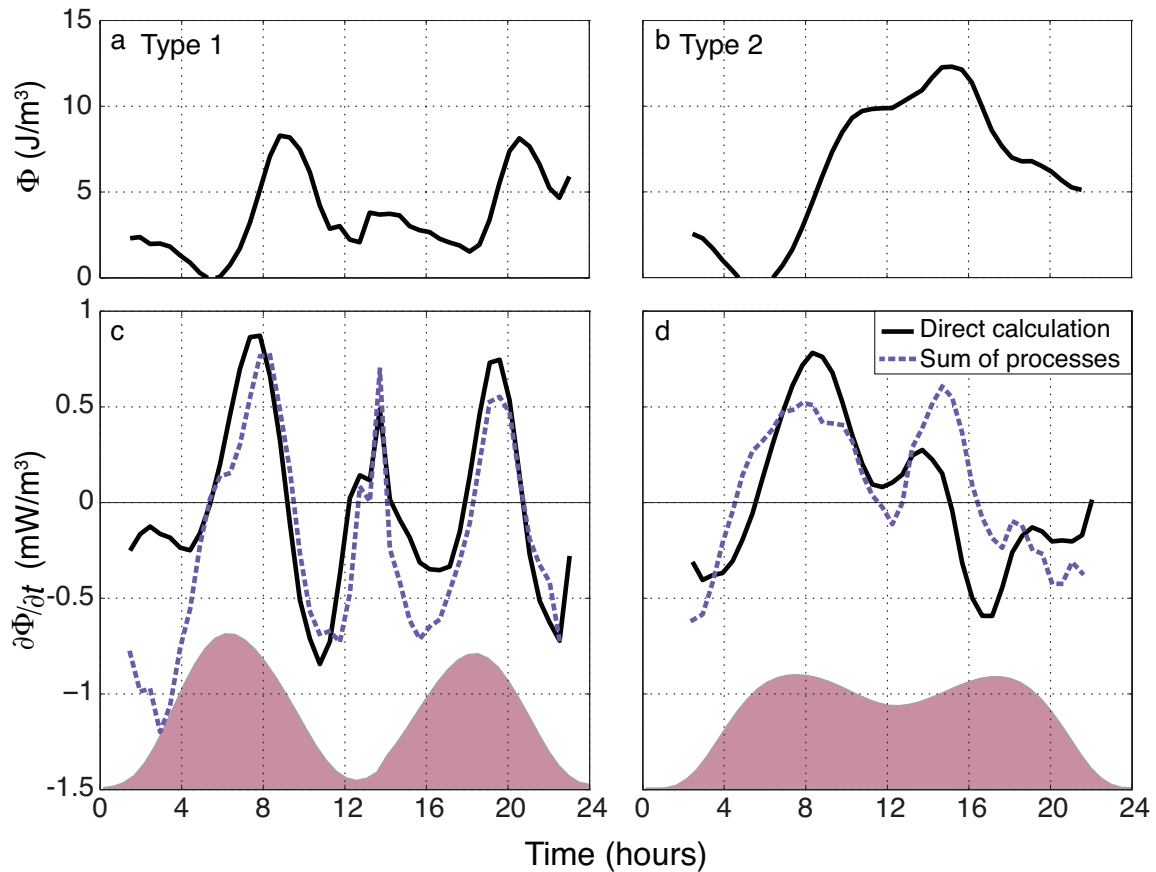 a Type 1
b Type 2
Φ (J/m³)
15
10
5
0
c
d
Direct calculation
Sum of processes
∂Φ/∂t (mW/m³)
1
0.5
0
−0.5
−1
-1.5
0 4 8 12 16 20 24
0 4 8 12 16 20 24
Time (hours)